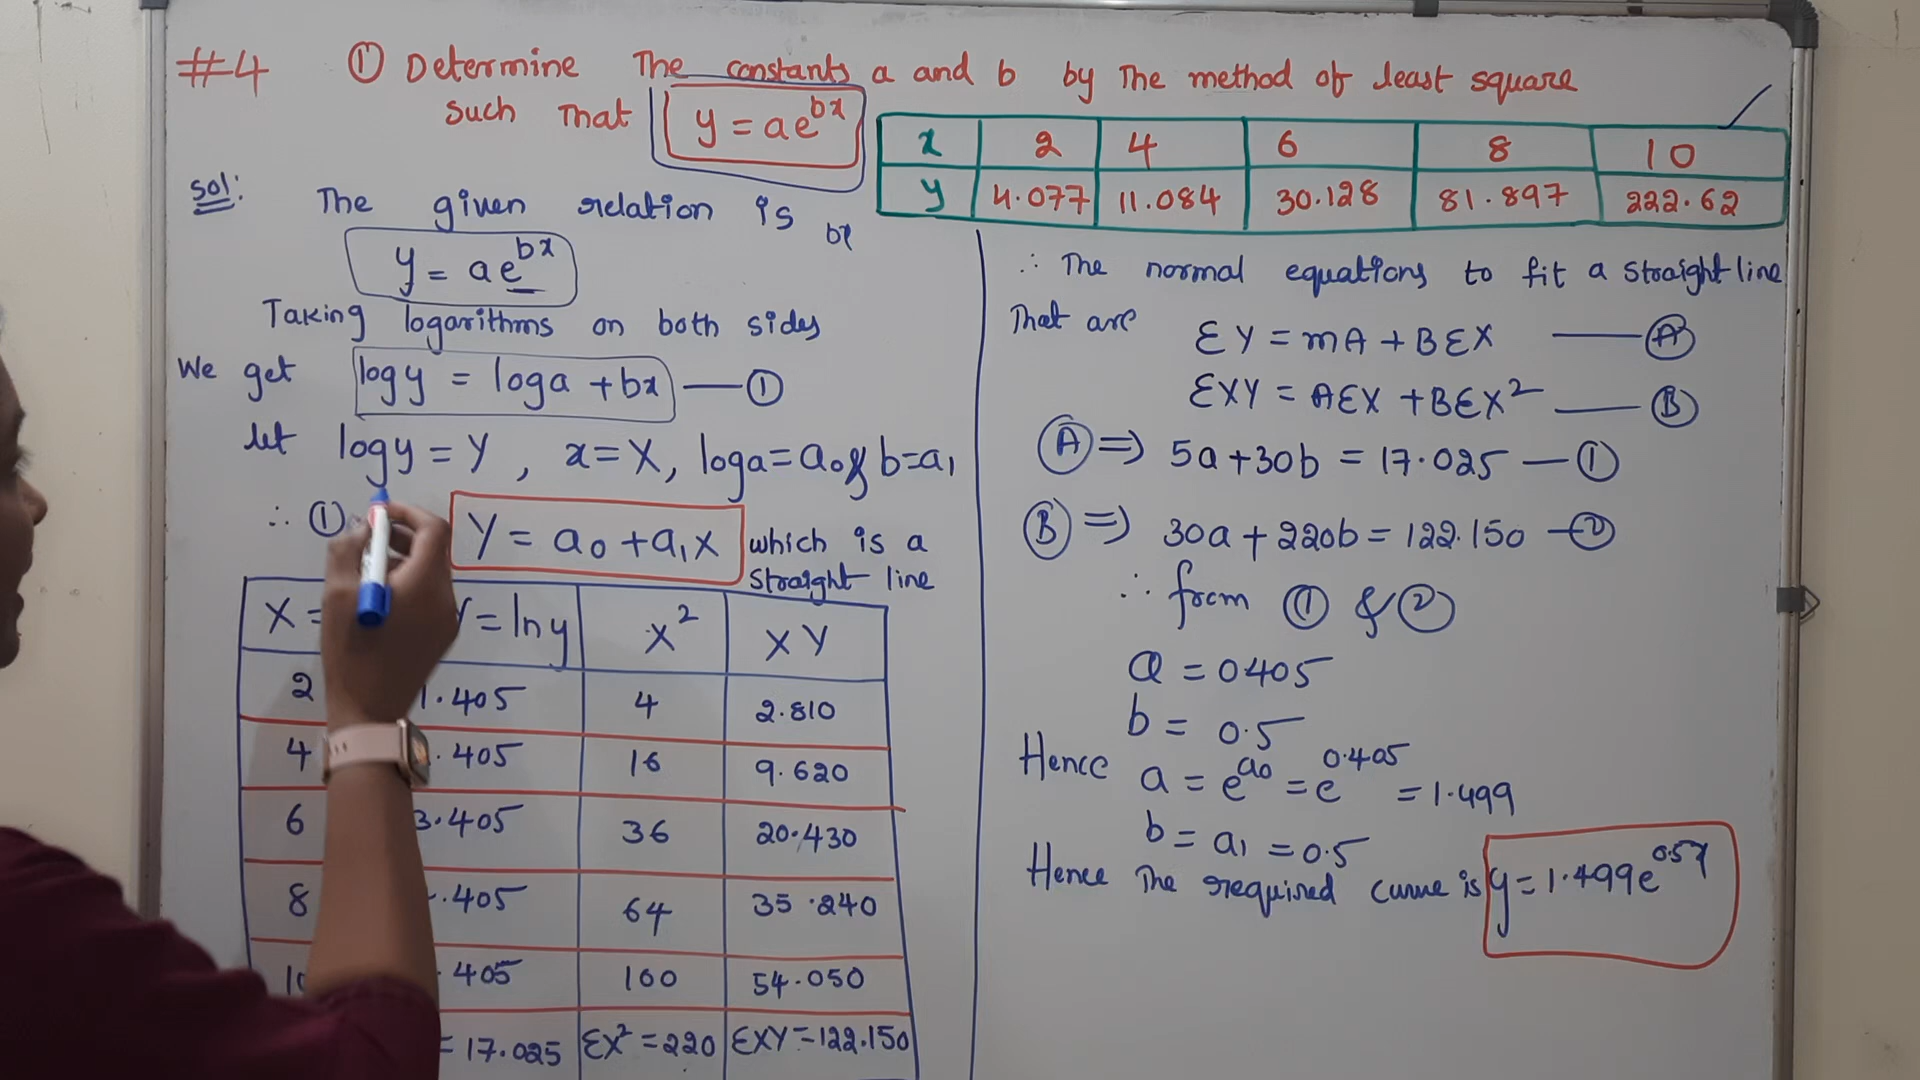 #4 ① Determine The constants a and b by The method of least square
such That y = ae^{bx}
x 2 4 6 8 10
y 4.077 11.084 30.128 81.897 222.62
Sol: The given relation is
bx
y = ae^{bx}
Taking logarithms on both sides
We get logy = loga + bx —— ①
let logy = Y , x = X, loga = a₀ & b = a₁
∴ ① Y = a₀ + a₁x which is a
straight line
X = Y = ln y X² XY
2 1.405 4 2.810
4 .405 16 9.620
6 3.405 36 20.430
8 .405 64 35.240
10 .405 100 54.050
= 17.025 ΣX² = 220 ΣXY = 122.150
∴ The normal equations to fit a straight line
That are ΣY = mA + BΣX —— Ⓐ
ΣXY = AΣX + BΣX² —— Ⓑ
Ⓐ ⇒ 5a + 30b = 17.025 — ①
Ⓑ ⇒ 30a + 220b = 122.150 — ②
∴ from ① & ②
a = 0405
b = 0.5
Hence a = e^{a₀} = e^{0.405} = 1.499
b = a₁ = 0.5
Hence The required curve is y = 1.499e^{0.5x}